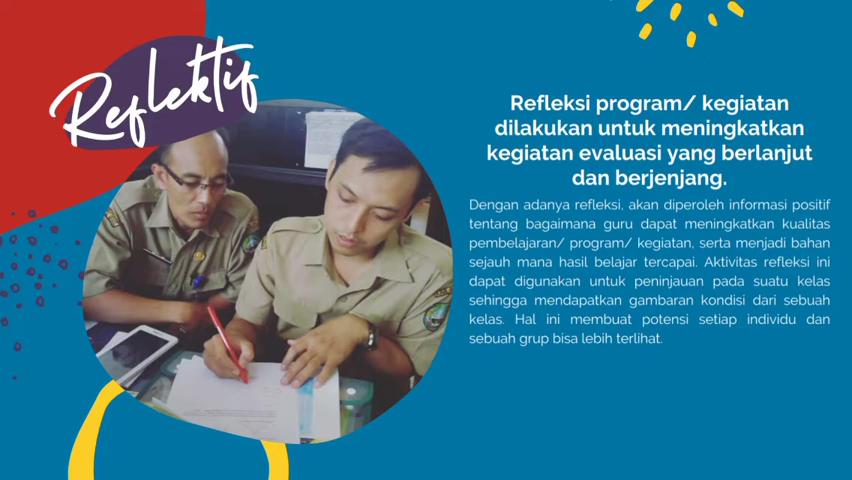 Reflektif
Refleksi program/ kegiatan
dilakukan untuk meningkatkan
kegiatan evaluasi yang berlanjut
dan berjenjang.
Dengan adanya refleksi, akan diperoleh informasi positif
tentang bagaimana guru dapat meningkatkan kualitas
pembelajaran/ program/ kegiatan, serta menjadi bahan
sejauh mana hasil belajar tercapai. Aktivitas refleksi ini
dapat digunakan untuk peninjauan pada suatu kelas
sehingga mendapatkan gambaran kondisi dari sebuah
kelas. Hal ini membuat potensi setiap individu dan
sebuah grup bisa lebih terlihat.